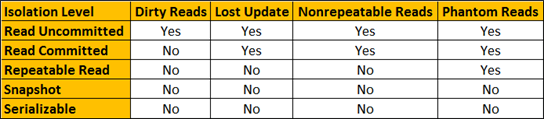 Isolation Level Dirty Reads Lost Update Nonrepeatable Reads Phantom Reads
Read Uncommitted Yes Yes Yes Yes
Read Committed No Yes Yes Yes
Repeatable Read No No No Yes
Snapshot No No No No
Serializable No No No No